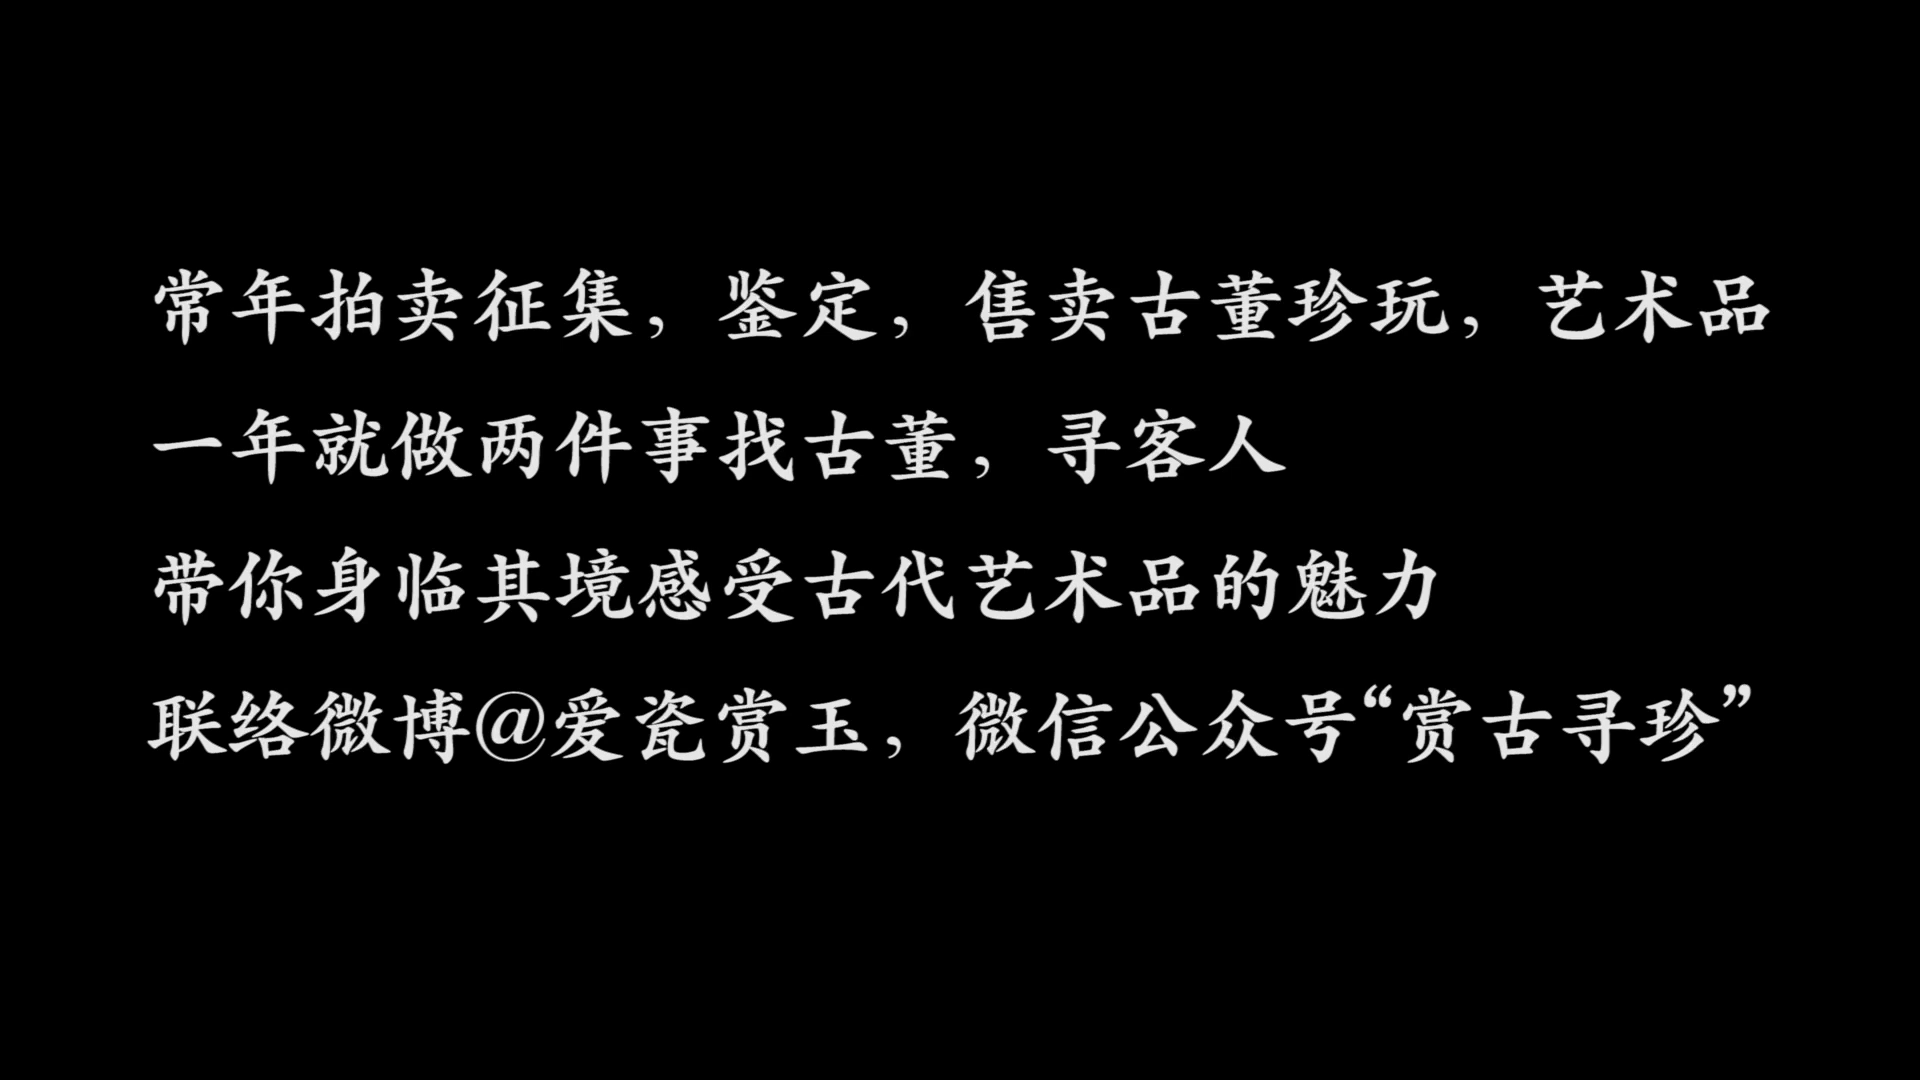 常年拍卖征集，鉴定，售卖古董珍玩，艺术品
一年就做两件事找古董，寻客人
带你身临其境感受古代艺术品的魅力
联络微博@爱瓷赏玉，微信公众号“赏古寻珍”